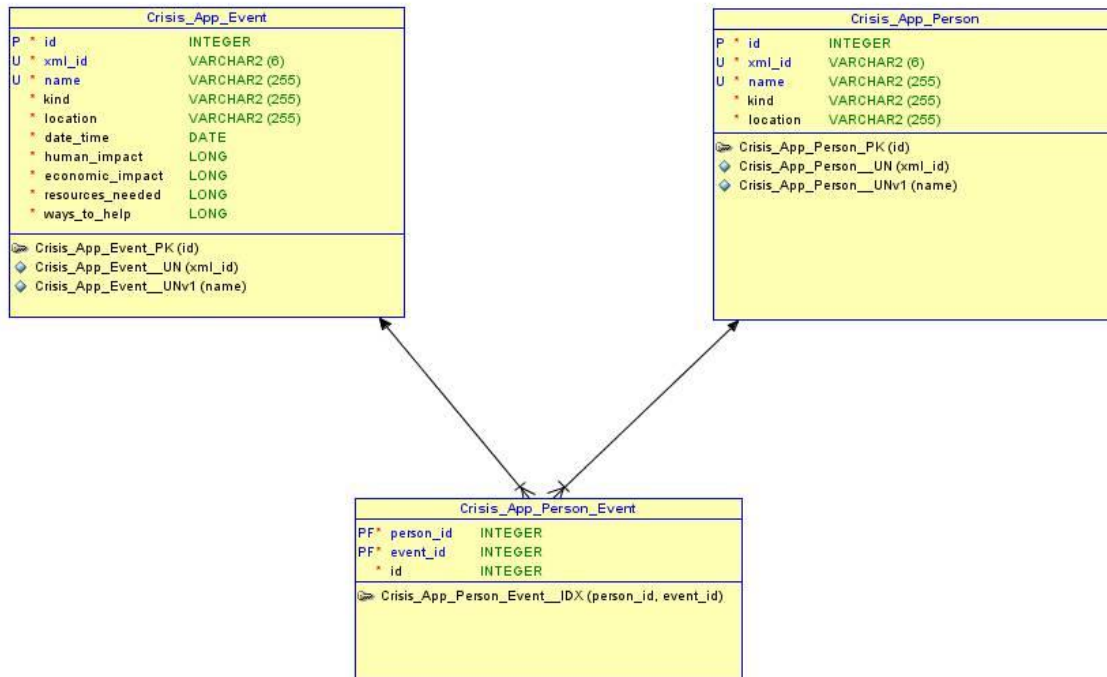 Crisis_App_Event
P * id INTEGER
U * xml_id VARCHAR2 (6)
U * name VARCHAR2 (255)
* kind VARCHAR2 (255)
* location VARCHAR2 (255)
* date_time DATE
* human_impact LONG
* economic_impact LONG
* resources_needed LONG
* ways_to_help LONG
Crisis_App_Event_PK (id)
Crisis_App_Event__UN (xml_id)
Crisis_App_Event__UNv1 (name)
Crisis_App_Person
P * id INTEGER
U * xml_id VARCHAR2 (6)
U * name VARCHAR2 (255)
* kind VARCHAR2 (255)
* location VARCHAR2 (255)
Crisis_App_Person_PK (id)
Crisis_App_Person__UN (xml_id)
Crisis_App_Person__UNv1 (name)
Crisis_App_Person_Event
PF* person_id INTEGER
PF* event_id INTEGER
* id INTEGER
Crisis_App_Person_Event__IDX (person_id, event_id)